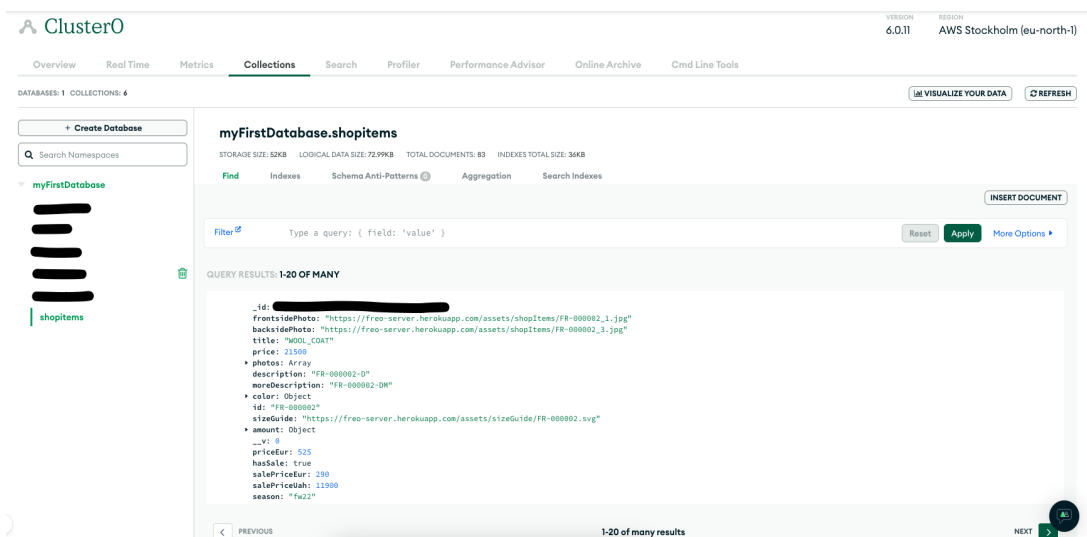 Cluster0
VERSION
6.0.11
REGION
AWS Stockholm (eu-north-1)
Overview Real Time Metrics Collections Search Profiler Performance Advisor Online Archive Cmd Line Tools
DATABASES: 1 COLLECTIONS: 6
VISUALIZE YOUR DATA
REFRESH
+ Create Database
Search Namespaces
myFirstDatabase
shopitems
myFirstDatabase.shopitems
STORAGE SIZE: 52KB LOGICAL DATA SIZE: 72.99KB TOTAL DOCUMENTS: 83 INDEXES TOTAL SIZE: 36KB
Find Indexes Schema Anti-Patterns 0 Aggregation Search Indexes
INSERT DOCUMENT
Filter Type a query: { field: 'value' } Reset Apply More Options
QUERY RESULTS: 1-20 OF MANY
_id:
frontsidePhoto: "https://freo-server.herokuapp.com/assets/shopItems/FR-000002_1.jpg"
backsidePhoto: "https://freo-server.herokuapp.com/assets/shopItems/FR-000002_3.jpg"
title: "WOOL_COAT"
price: 21500
photos: Array
description: "FR-000002-D"
moreDescription: "FR-000002-DM"
color: Object
id: "FR-000002"
sizeGuide: "https://freo-server.herokuapp.com/assets/sizeGuide/FR-000002.svg"
amount: Object
__v: 0
priceEur: 525
hasSale: true
salePriceEur: 290
salePriceUah: 11900
season: "fw22"
PREVIOUS 1-20 of many results NEXT